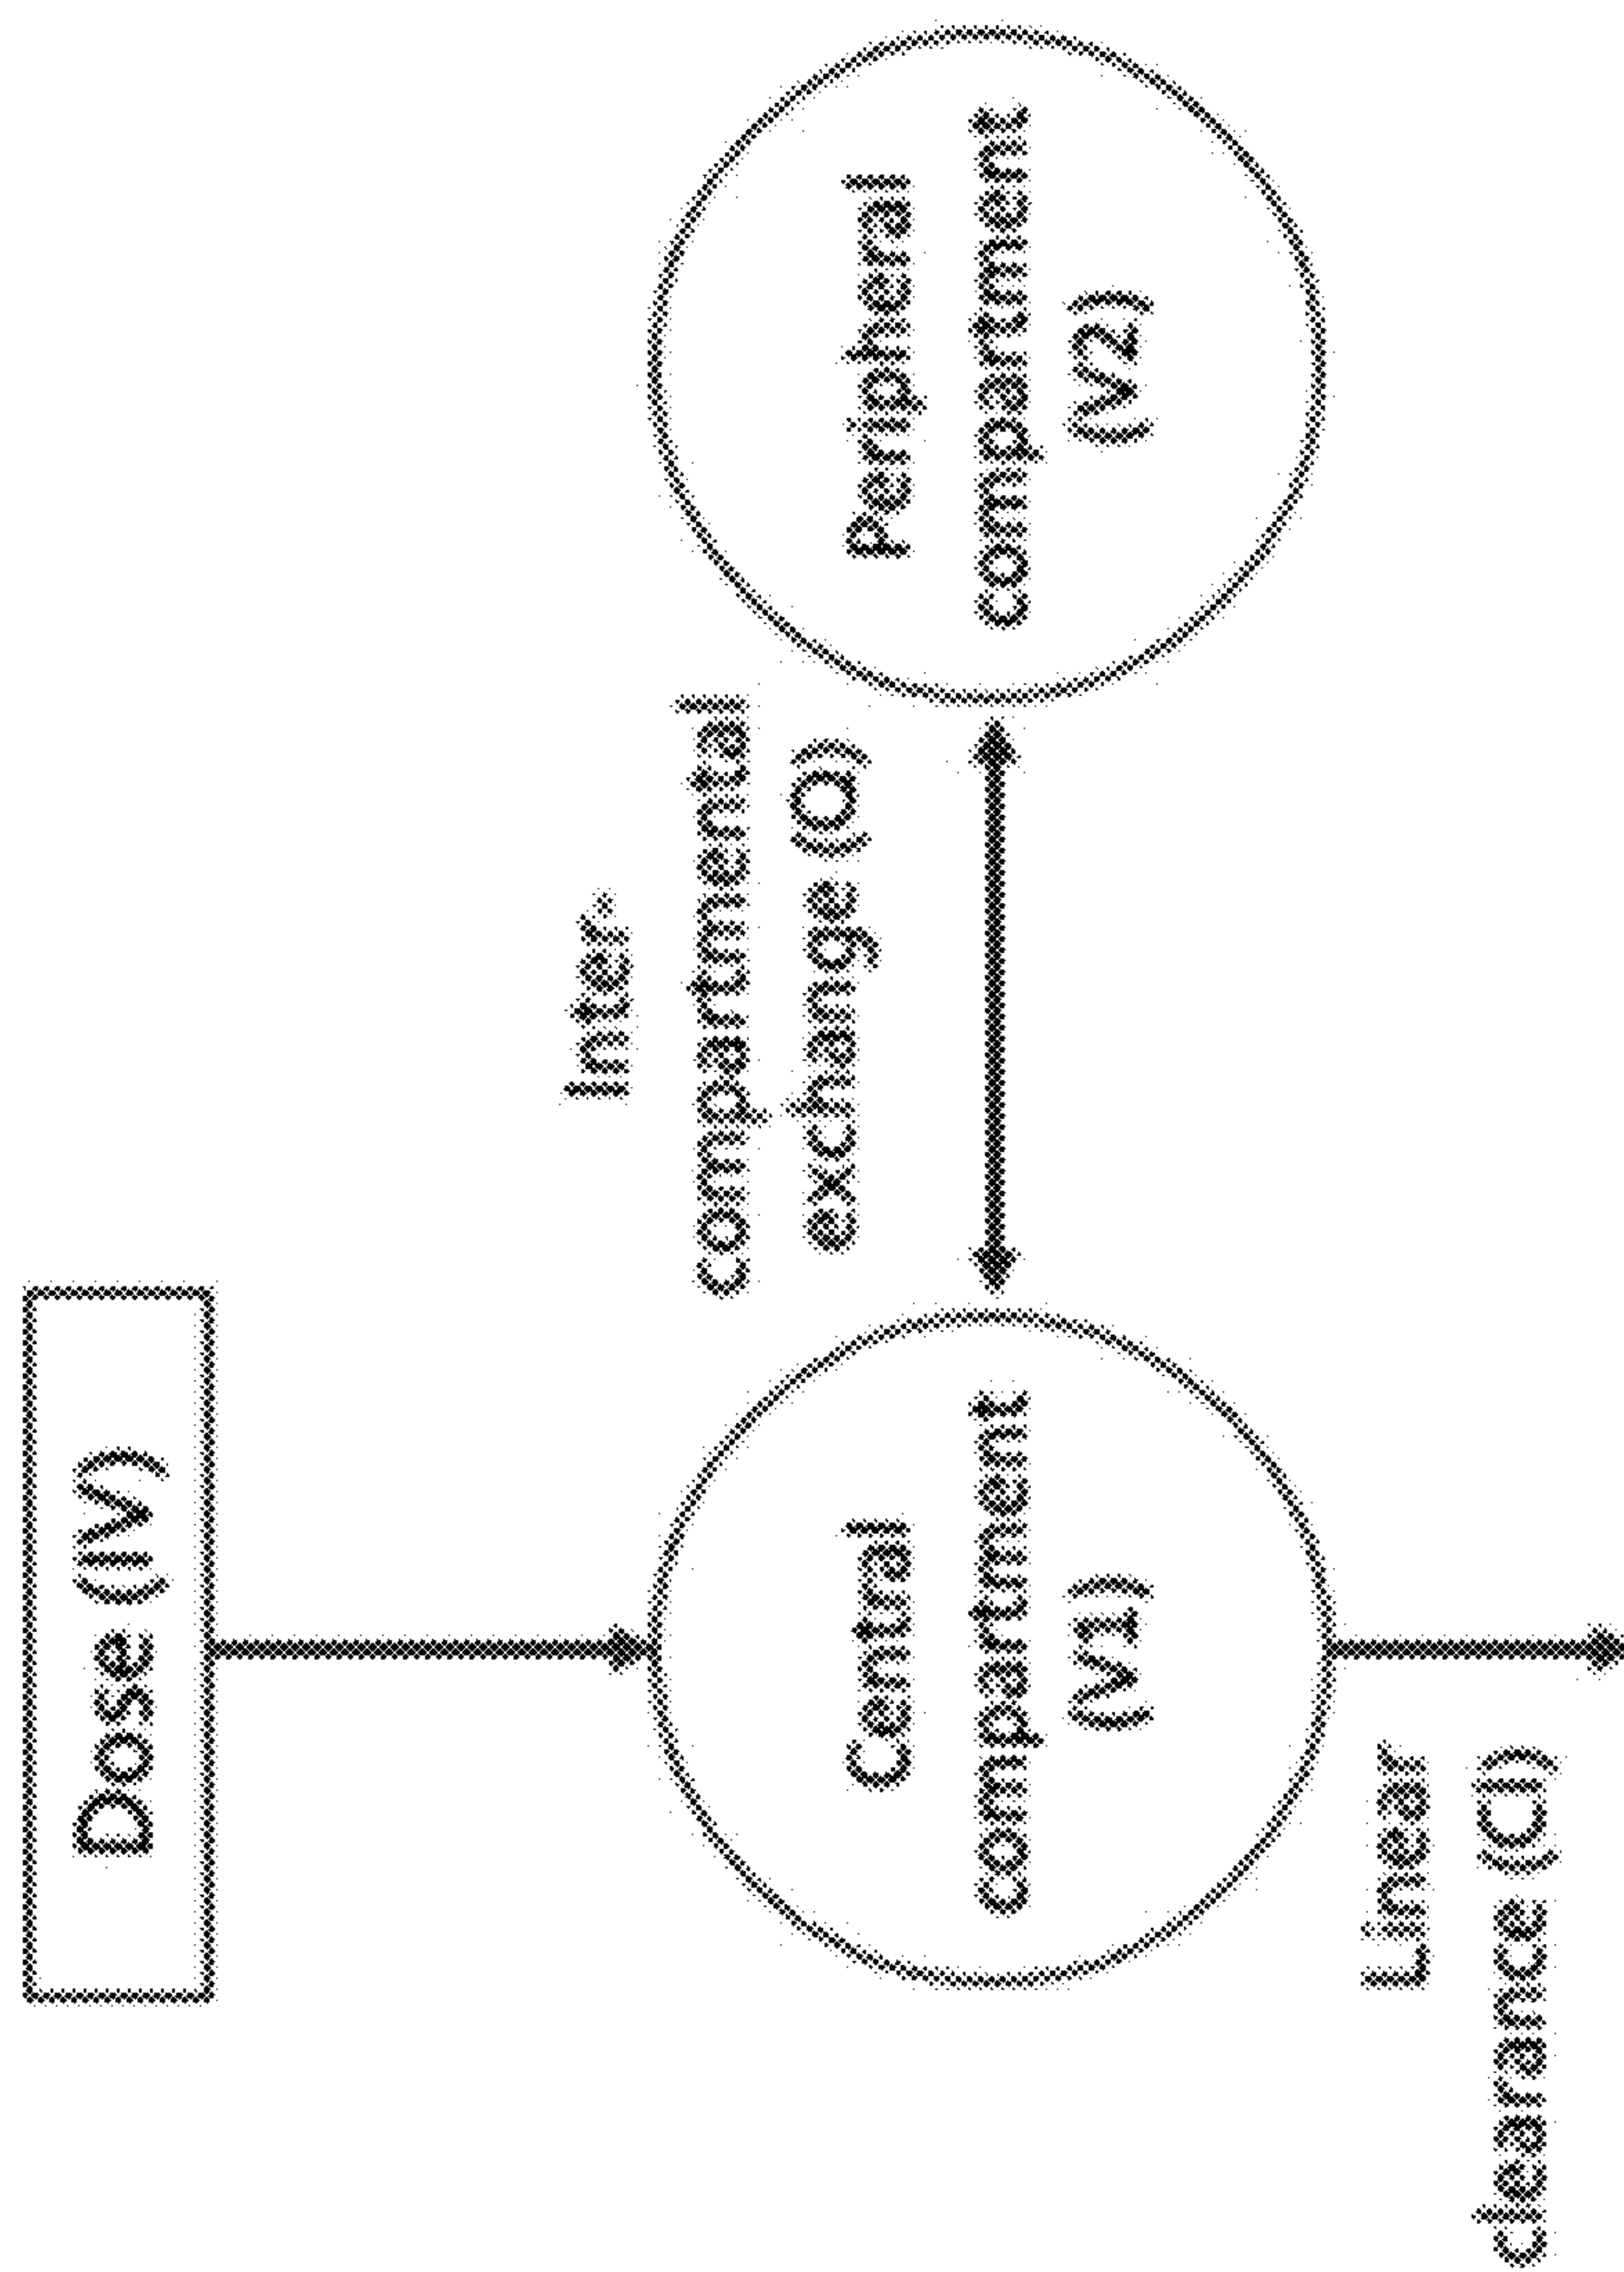 Dose (IV)
Inter-
compartmental
exchange (Q)
Central
compartment
(V1)
Peripheral
compartment
(V2)
Linear
clearance (Cl)